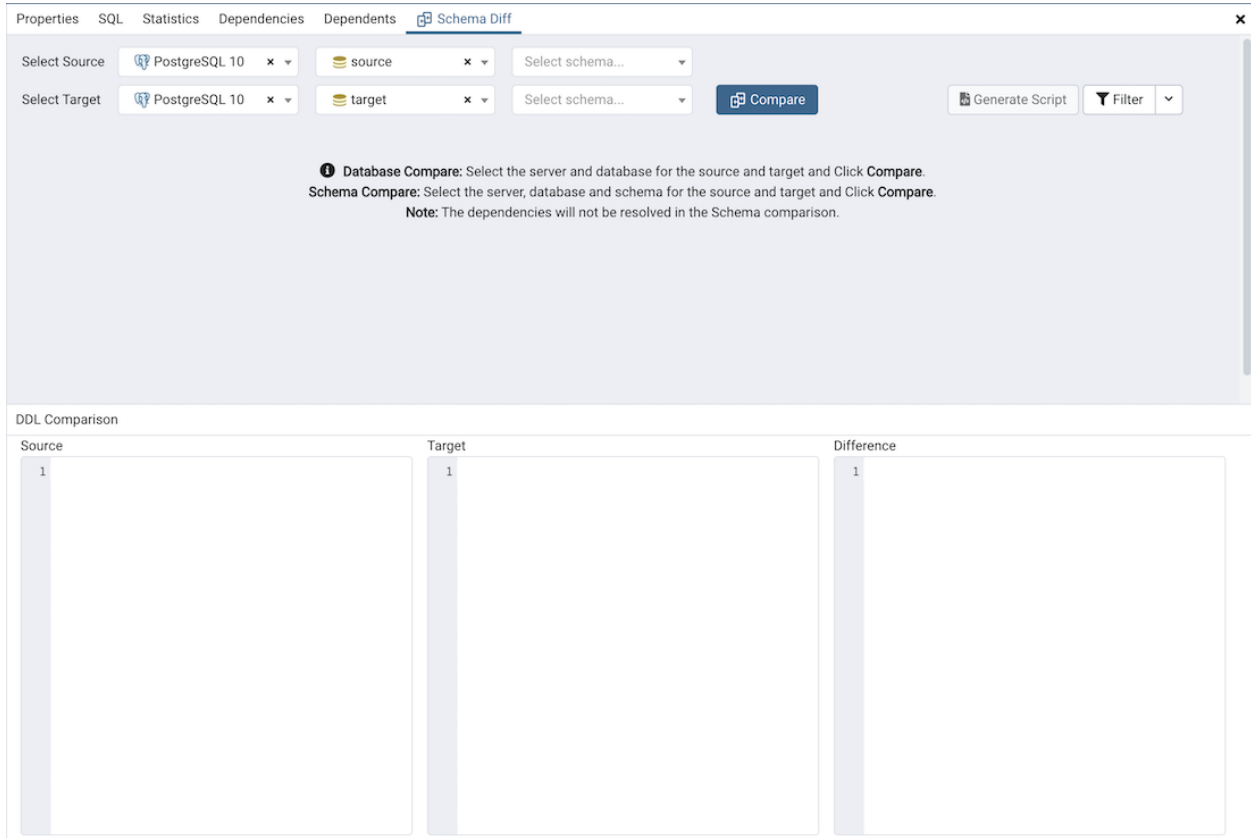 Properties SQL Statistics Dependencies Dependents Schema Diff
Select Source PostgreSQL 10 source Select schema...
Select Target PostgreSQL 10 target Select schema... Compare Generate Script Filter
Database Compare: Select the server and database for the source and target and Click Compare.
Schema Compare: Select the server, database and schema for the source and target and Click Compare.
Note: The dependencies will not be resolved in the Schema comparison.
DDL Comparison
Source Target Difference
1 1 1